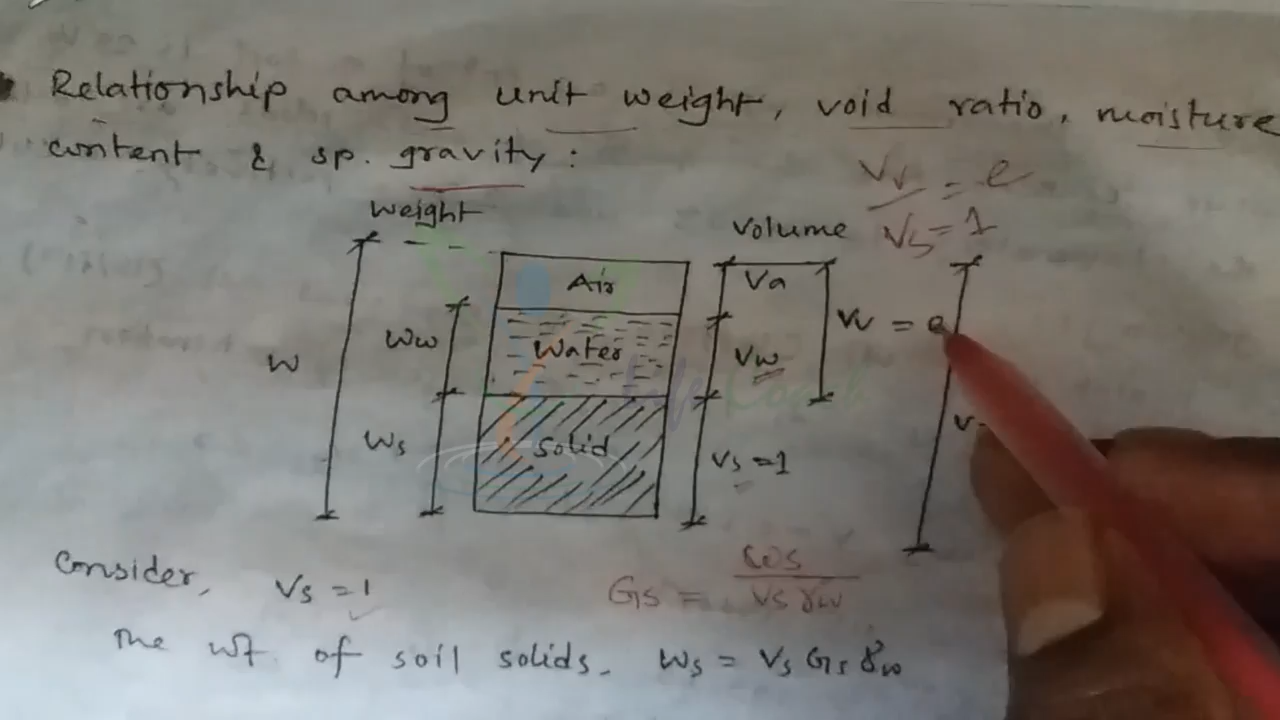 Relationship among unit weight, void ratio, moisture
content & sp. gravity :
Vv / Vs = e
Vs = 1
Weight
Volume
Air
Va
Ww
Water
Vw
Vv = e
W
V
Ws
Solid
Vs = 1
Consider, Vs = 1
Gs = ws / Vs γw
The wt. of soil solids. Ws = Vs Gs γw